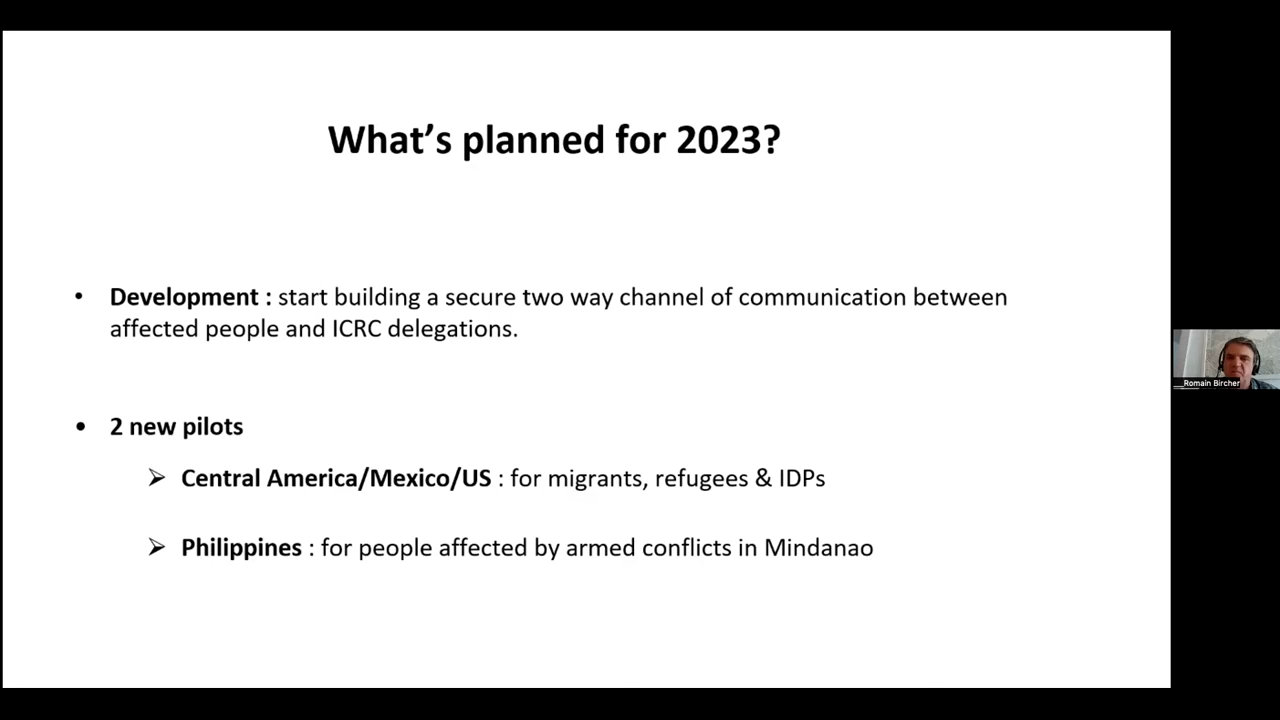 What’s planned for 2023?
• Development : start building a secure two way channel of communication between
affected people and ICRC delegations.
• 2 new pilots
➢ Central America/Mexico/US : for migrants, refugees & IDPs
➢ Philippines : for people affected by armed conflicts in Mindanao
Romain Bircher